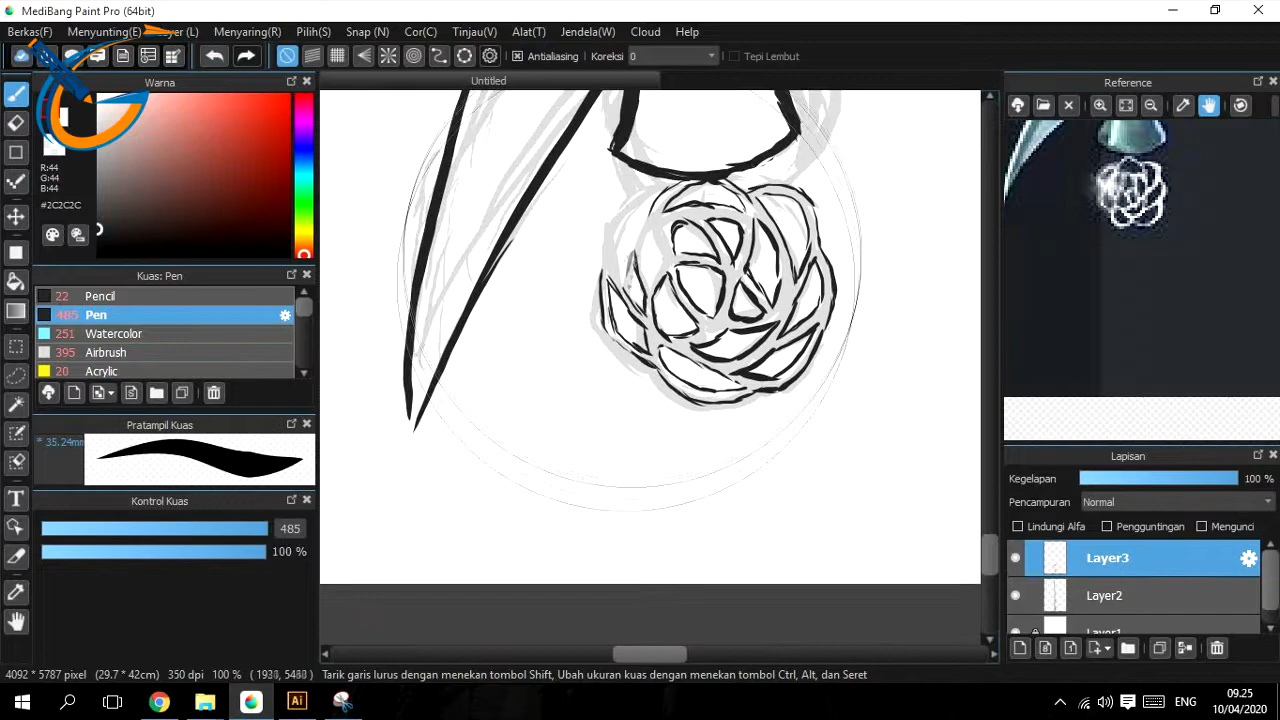 MediBang Paint Pro (64bit)
Berkas(F) Menyunting(E) Layer (L) Menyaring(R) Pilih(S) Snap (N) Cor(C) Tinjau(V) Alat(T) Jendela(W) Cloud Help
Antialiasing Koreksi 0 Tepi Lembut
Warna
Untitled
Reference
R:44
G:44
B:44
#2C2C2C
Kuas: Pen
22 Pencil
485 Pen
251 Watercolor
395 Airbrush
20 Acrylic
Pratampil Kuas
* 35.24mm
Kontrol Kuas
485
100 %
Lapisan
Kegelapan 100 %
Pencampuran Normal
Lindungi Alfa Pengguntingan Mengunci
Layer3
Layer2
Layer1
4092 * 5787 pixel (29.7 * 42cm) 350 dpi 100 % Tarik garis lurus dengan menekan tombol Shift, Ubah ukuran kuas dengan menekan tombol Ctrl, Alt, dan Seret
ENG
09.25
10/04/2020